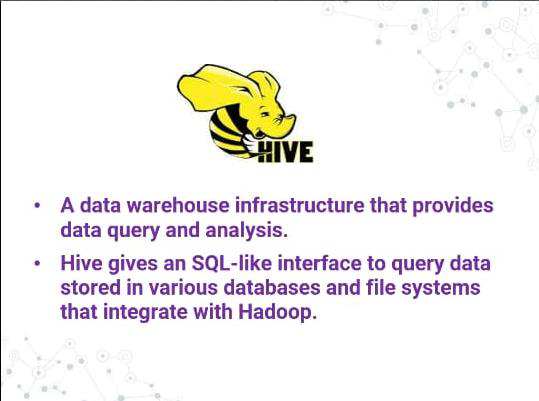 HIVE
• A data warehouse infrastructure that provides
data query and analysis.
• Hive gives an SQL-like interface to query data
stored in various databases and file systems
that integrate with Hadoop.